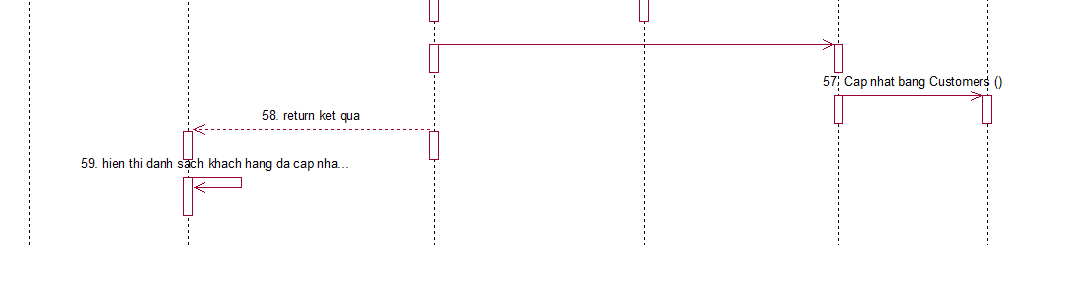 57: Cap nhat bang Customers ()
58. return ket qua
59. hien thi danh sach khach hang da cap nha...